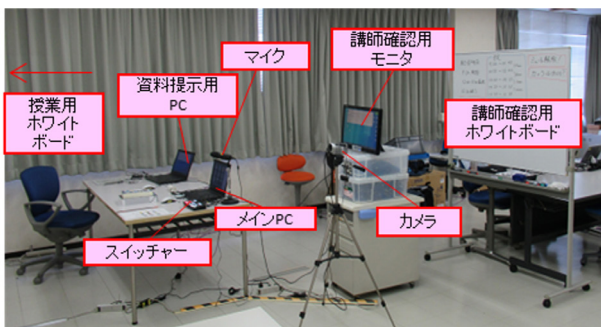 マイク
講師確認用
モニタ
資料提示用
PC
授業用
ホワイト
ボード
講師確認用
ホワイトボード
メインPC
カメラ
スイッチャー